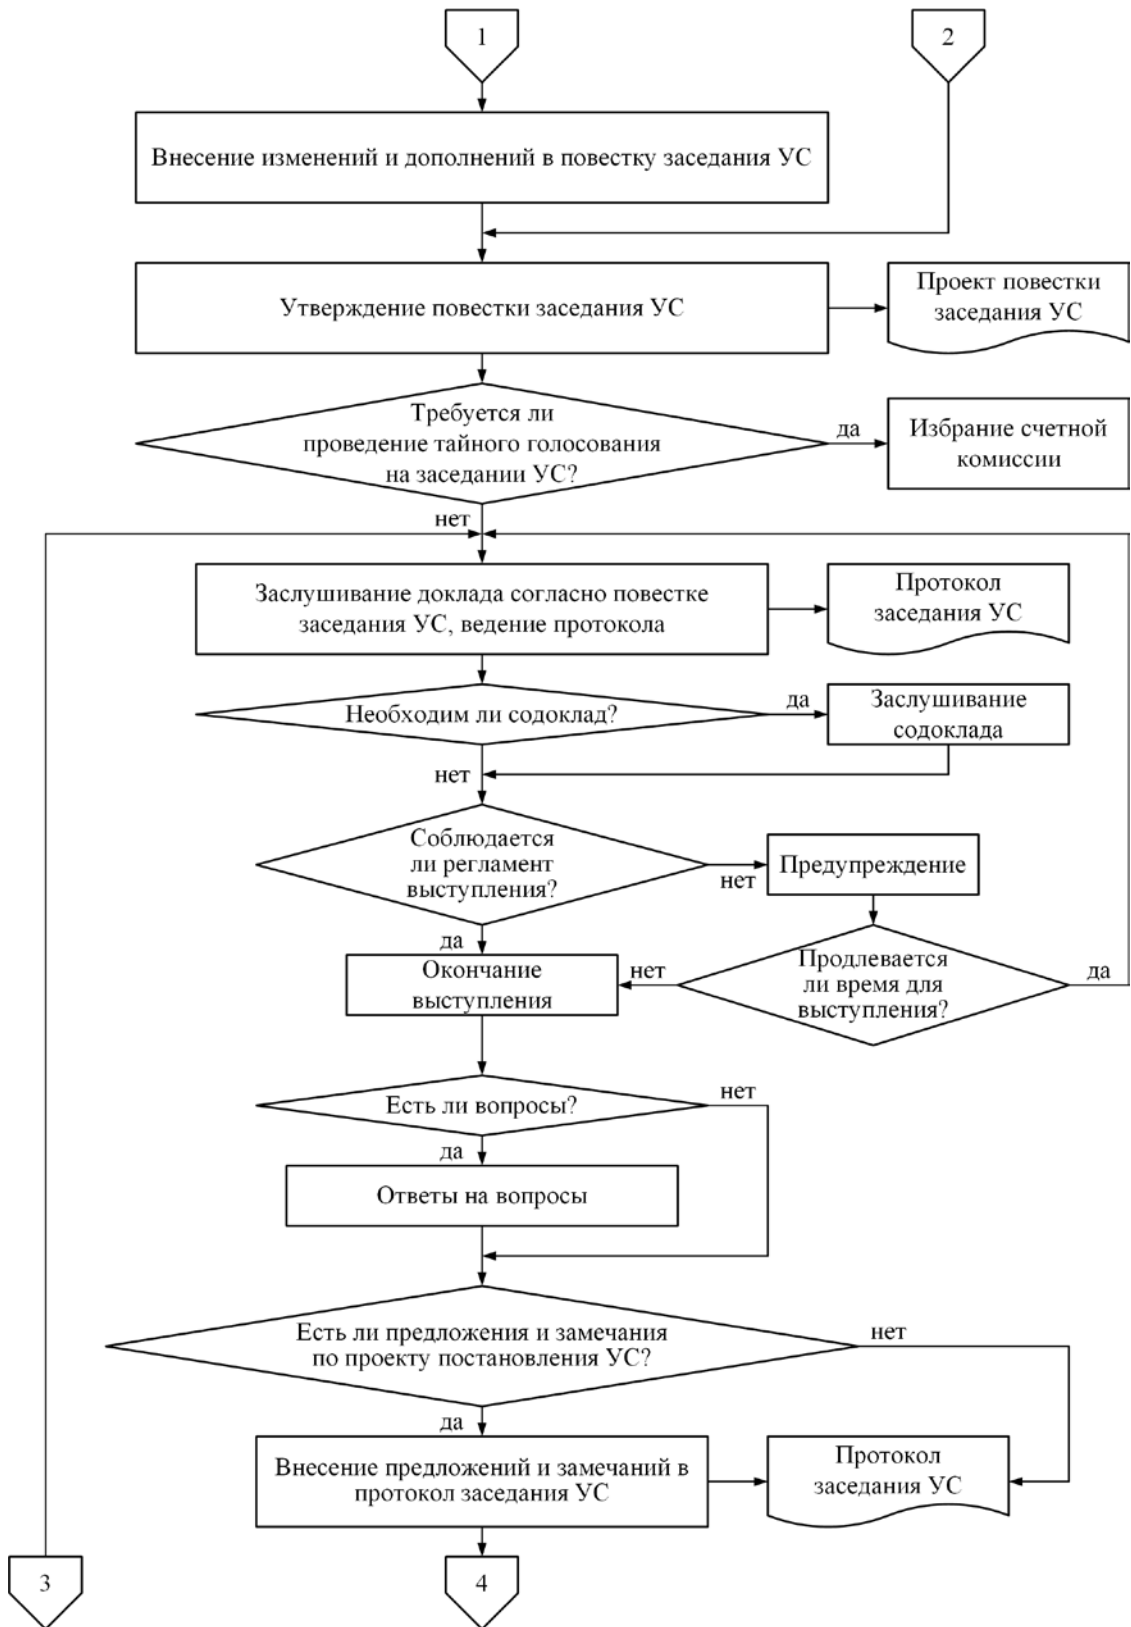 1
2
Внесение изменений и дополнений в повестку заседания УС
Утверждение повестки заседания УС
Проект повестки
заседания УС
Требуется ли
проведение тайного голосования
на заседании УС?
да
Избрание счетной
комиссии
нет
Заслушивание доклада согласно повестке
заседания УС, ведение протокола
Протокол
заседания УС
Необходим ли содоклад?
да
Заслушивание
содоклада
нет
Соблюдается
ли регламент
выступления?
нет
Предупреждение
да
Окончание
выступления
нет
Продлевается
ли время для
выступления?
да
Есть ли вопросы?
нет
да
Ответы на вопросы
Есть ли предложения и замечания
по проекту постановления УС?
нет
да
Внесение предложений и замечаний в
протокол заседания УС
Протокол
заседания УС
3
4